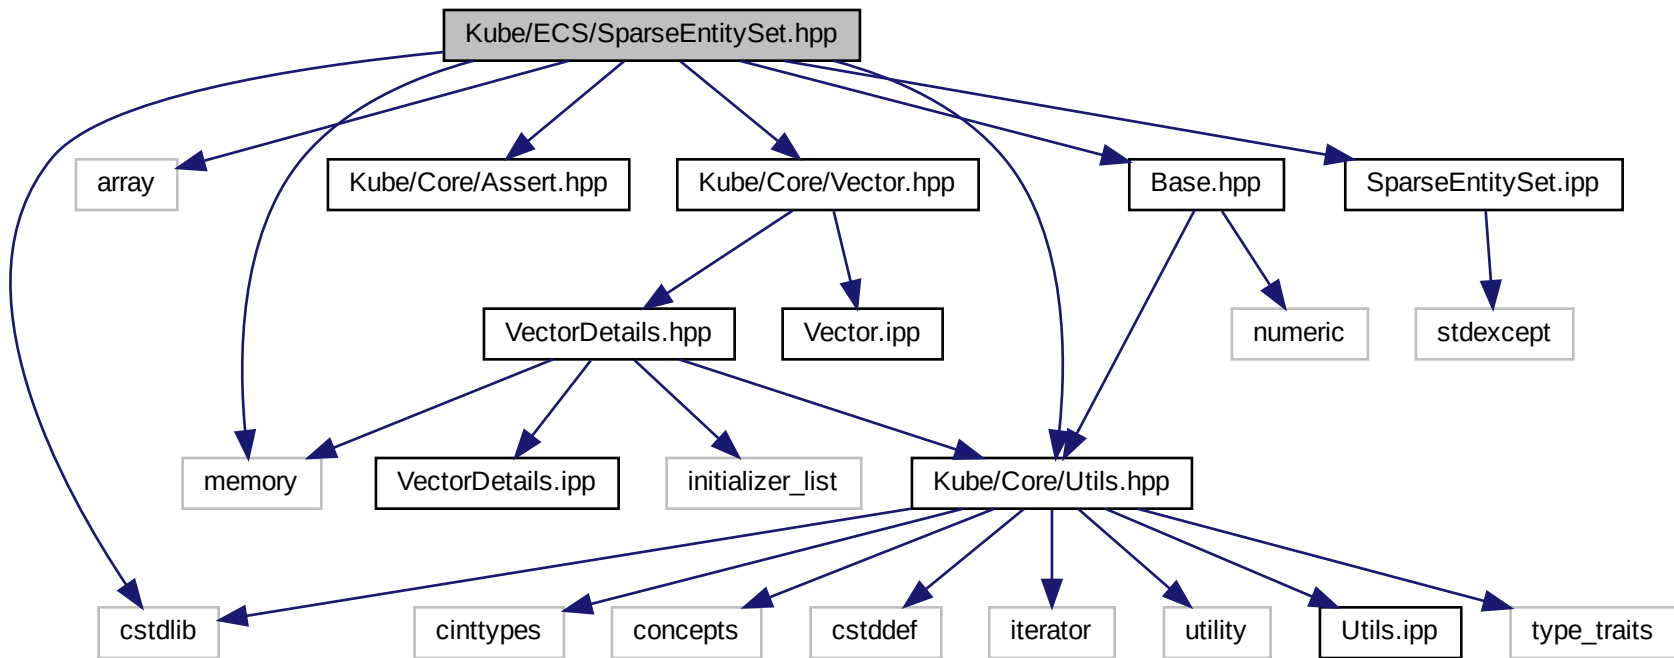 Kube/ECS/SparseEntitySet.hpp
array
Kube/Core/Assert.hpp
Kube/Core/Vector.hpp
Base.hpp
SparseEntitySet.ipp
VectorDetails.hpp
Vector.ipp
numeric
stdexcept
memory
VectorDetails.ipp
initializer_list
Kube/Core/Utils.hpp
cstdlib
cinttypes
concepts
cstddef
iterator
utility
Utils.ipp
type_traits